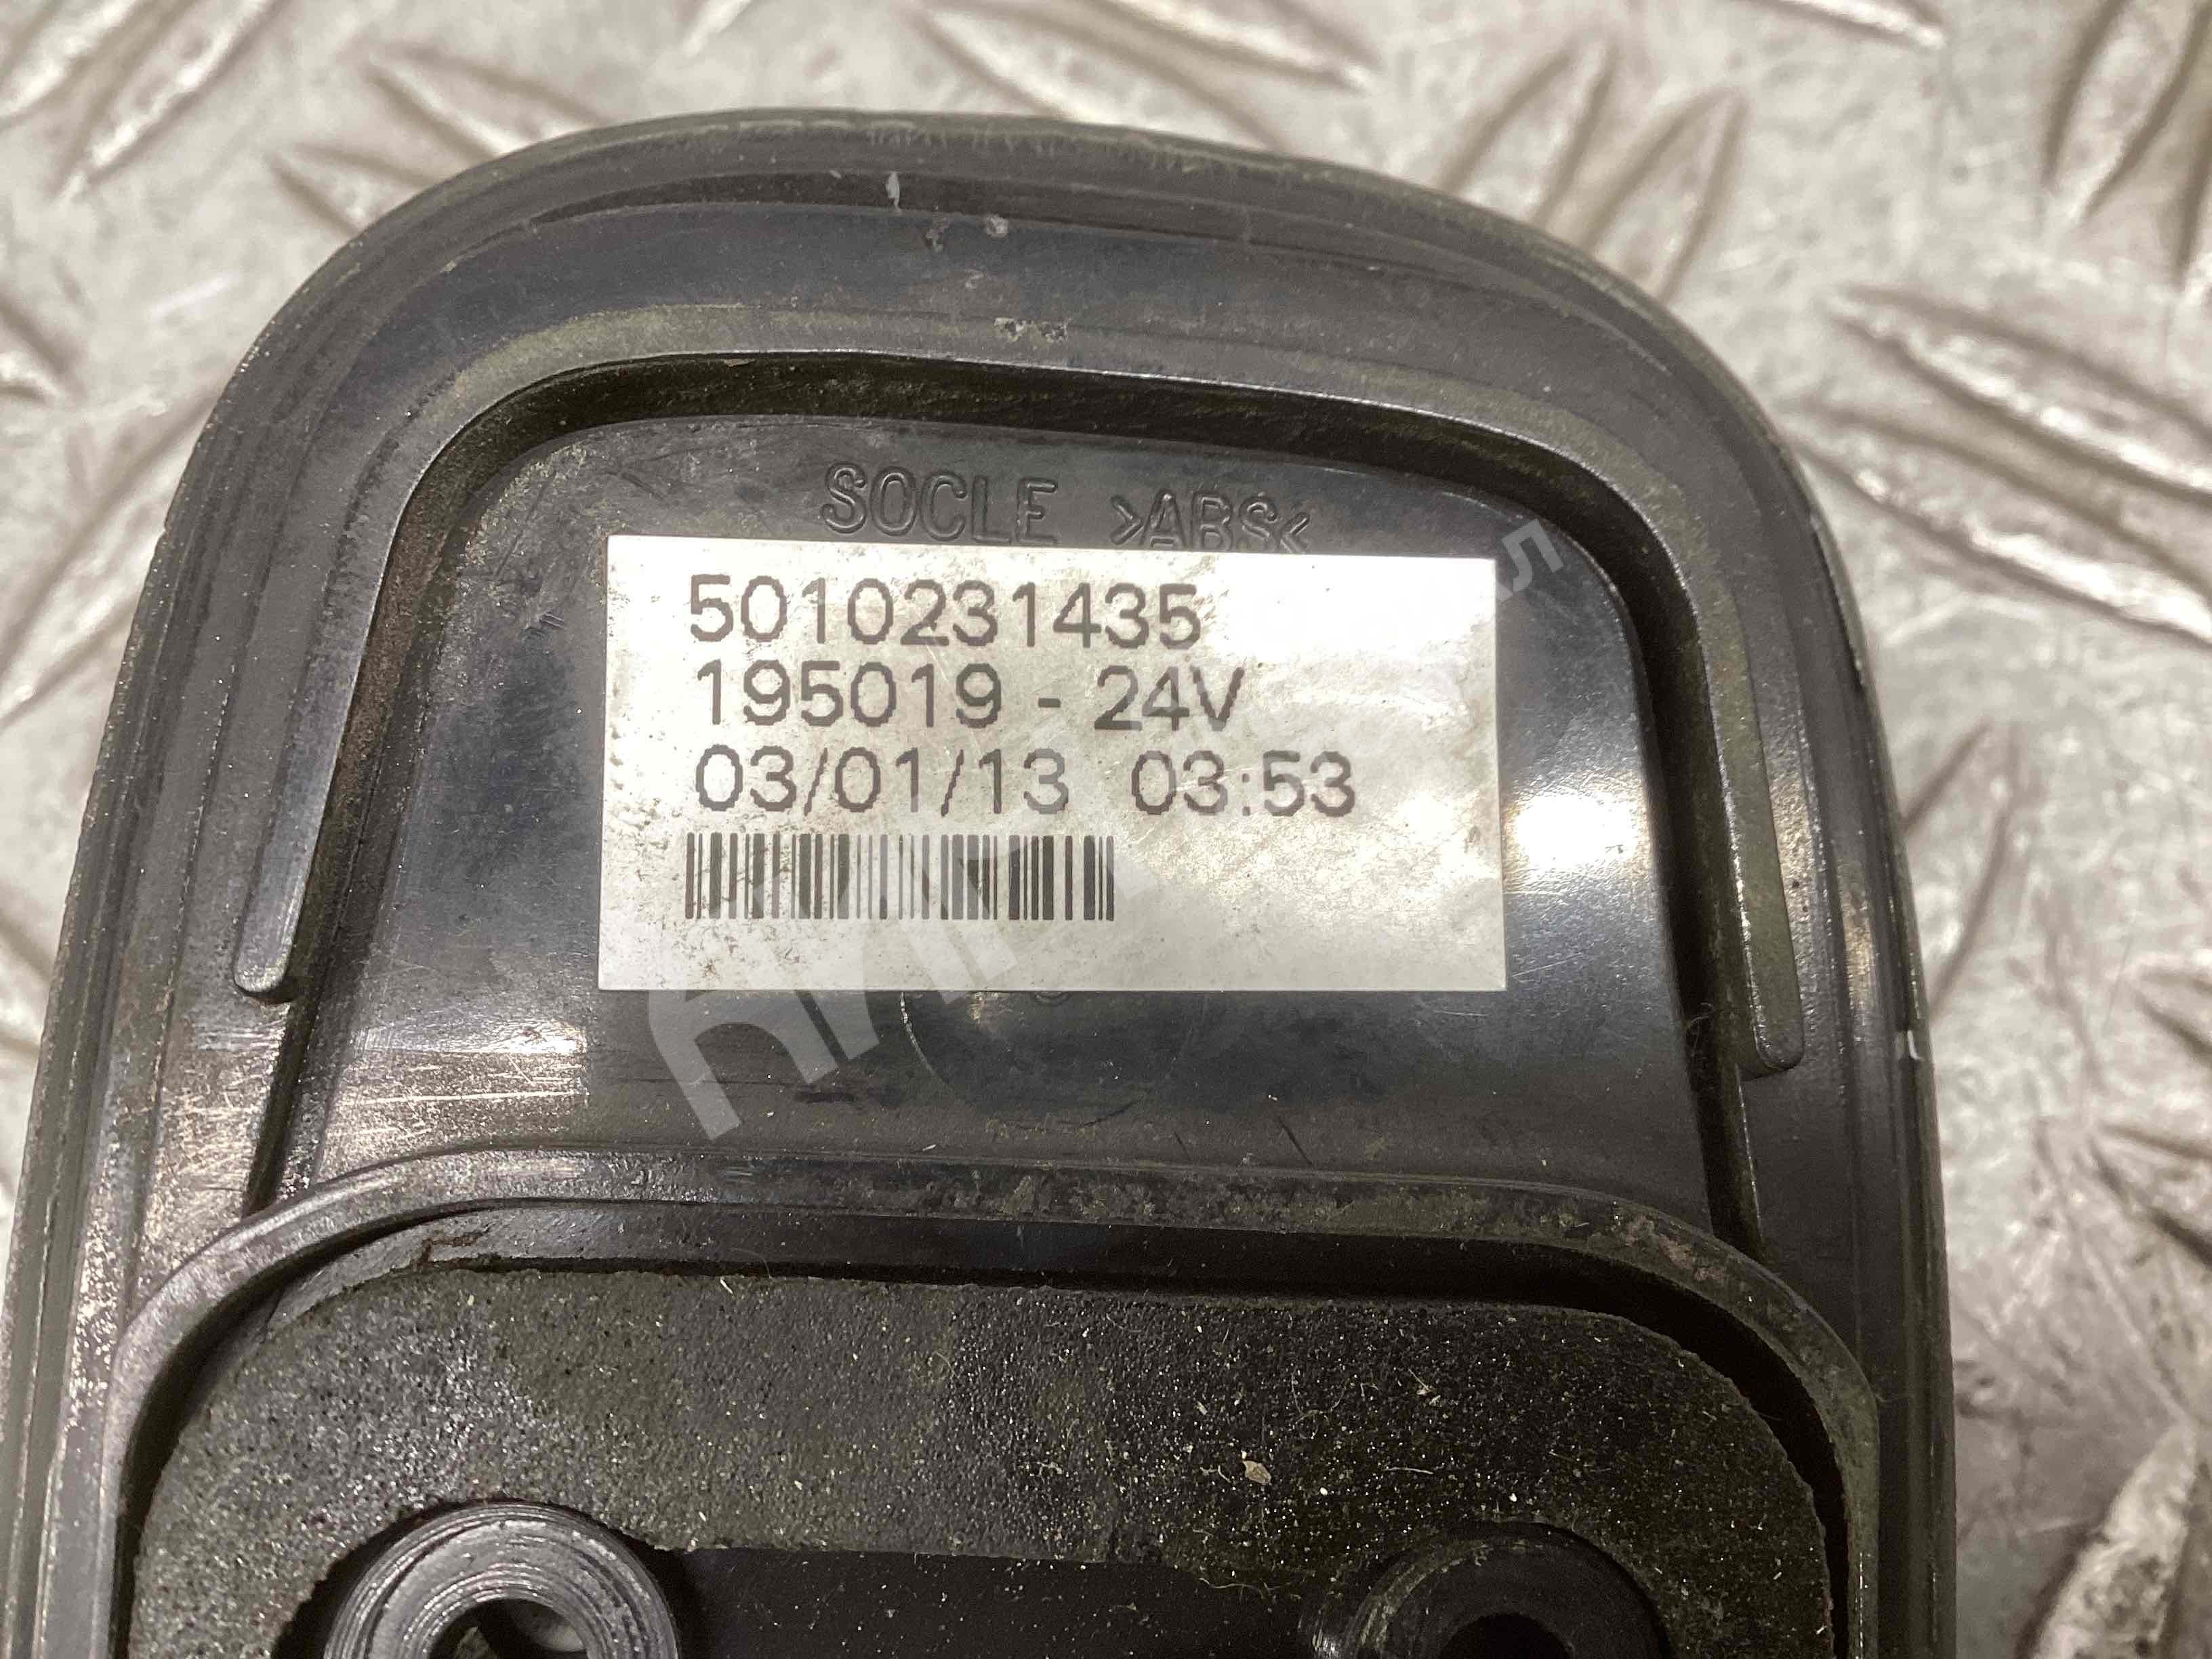 SOCLE >ABS<
5010231435
195019 - 24V
03/01/13 03:53